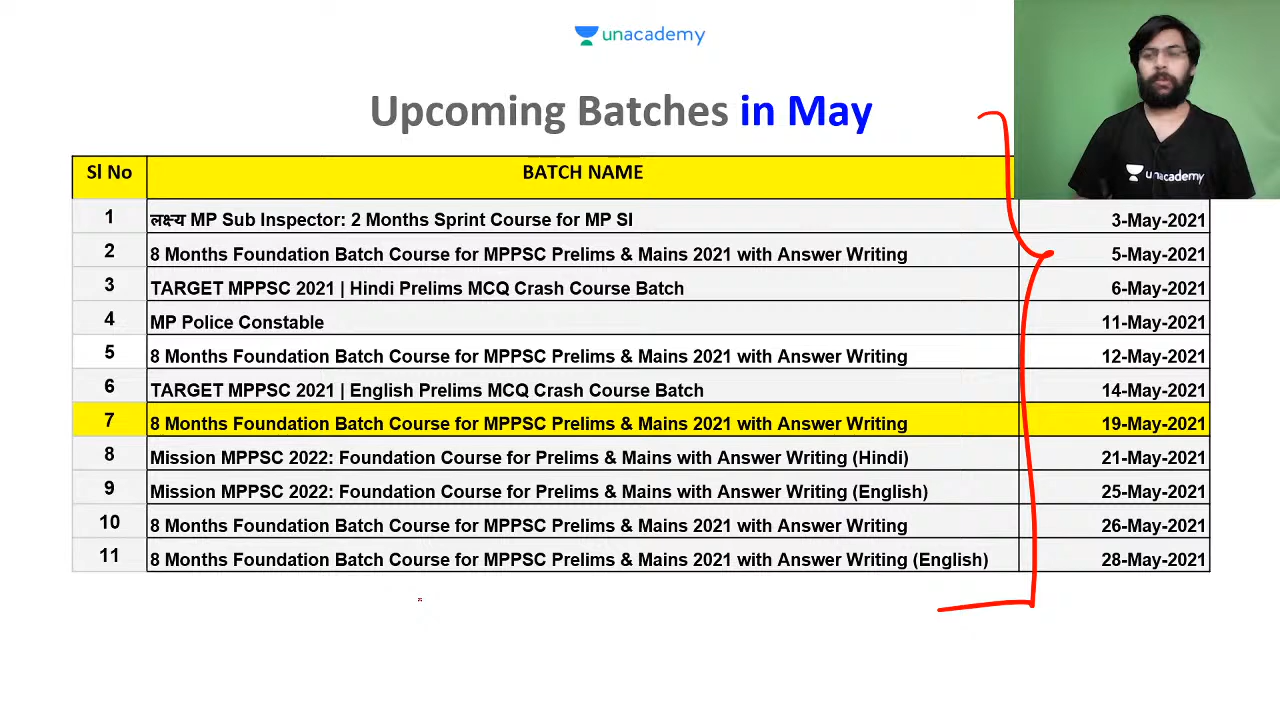 unacademy
Upcoming Batches in May
Sl No BATCH NAME
1 लक्ष्य MP Sub Inspector: 2 Months Sprint Course for MP SI 3-May-2021
2 8 Months Foundation Batch Course for MPPSC Prelims & Mains 2021 with Answer Writing 5-May-2021
3 TARGET MPPSC 2021 | Hindi Prelims MCQ Crash Course Batch 6-May-2021
4 MP Police Constable 11-May-2021
5 8 Months Foundation Batch Course for MPPSC Prelims & Mains 2021 with Answer Writing 12-May-2021
6 TARGET MPPSC 2021 | English Prelims MCQ Crash Course Batch 14-May-2021
7 8 Months Foundation Batch Course for MPPSC Prelims & Mains 2021 with Answer Writing 19-May-2021
8 Mission MPPSC 2022: Foundation Course for Prelims & Mains with Answer Writing (Hindi) 21-May-2021
9 Mission MPPSC 2022: Foundation Course for Prelims & Mains with Answer Writing (English) 25-May-2021
10 8 Months Foundation Batch Course for MPPSC Prelims & Mains 2021 with Answer Writing 26-May-2021
11 8 Months Foundation Batch Course for MPPSC Prelims & Mains 2021 with Answer Writing (English) 28-May-2021
unacademy